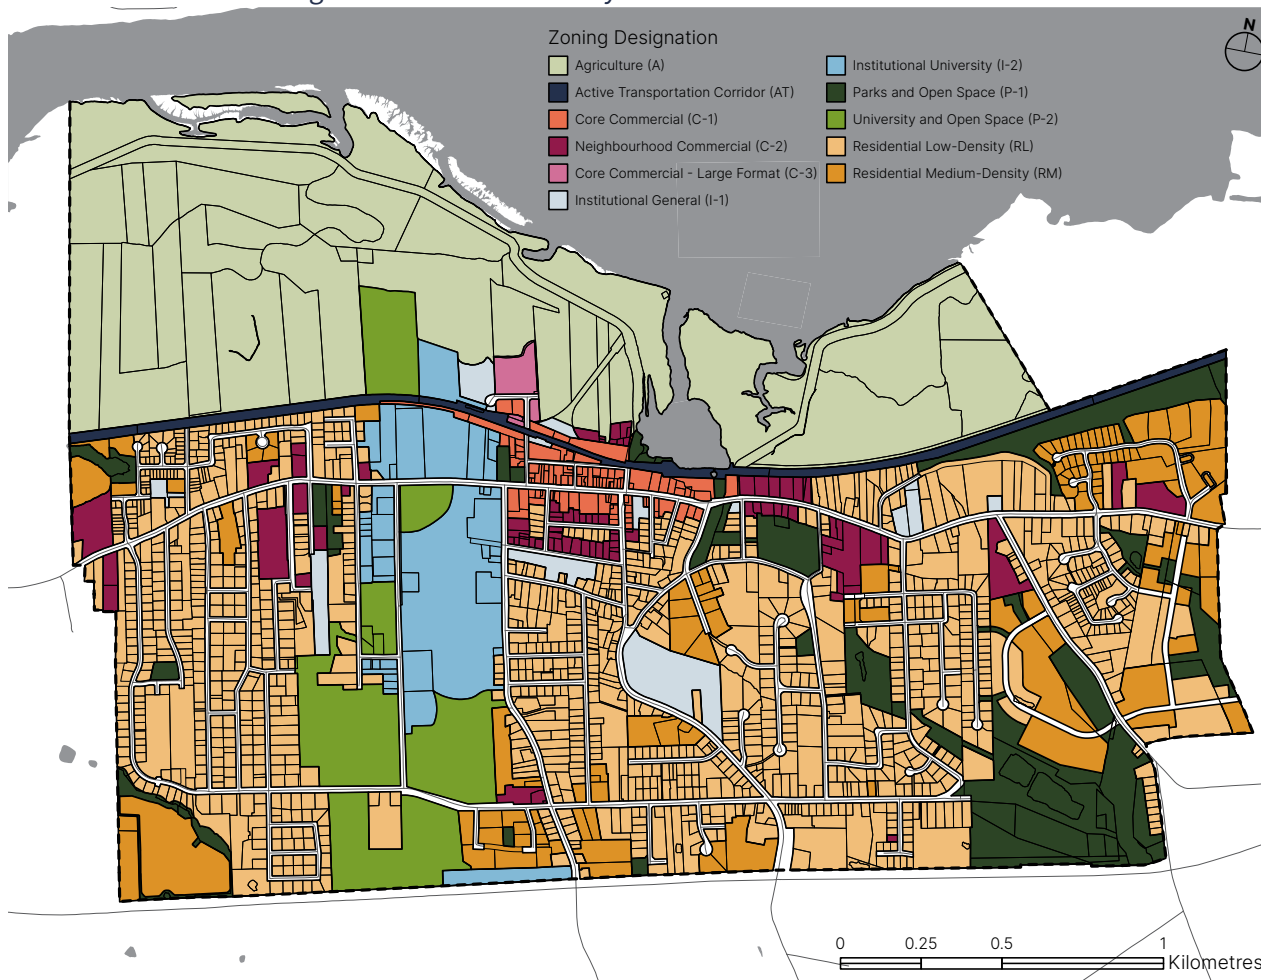 N
Zoning Designation
Agriculture (A)
Active Transportation Corridor (AT)
Core Commercial (C-1)
Neighbourhood Commercial (C-2)
Core Commercial - Large Format (C-3)
Institutional General (I-1)
Institutional University (I-2)
Parks and Open Space (P-1)
University and Open Space (P-2)
Residential Low-Density (RL)
Residential Medium-Density (RM)
0 0.25 0.5 1
Kilometres